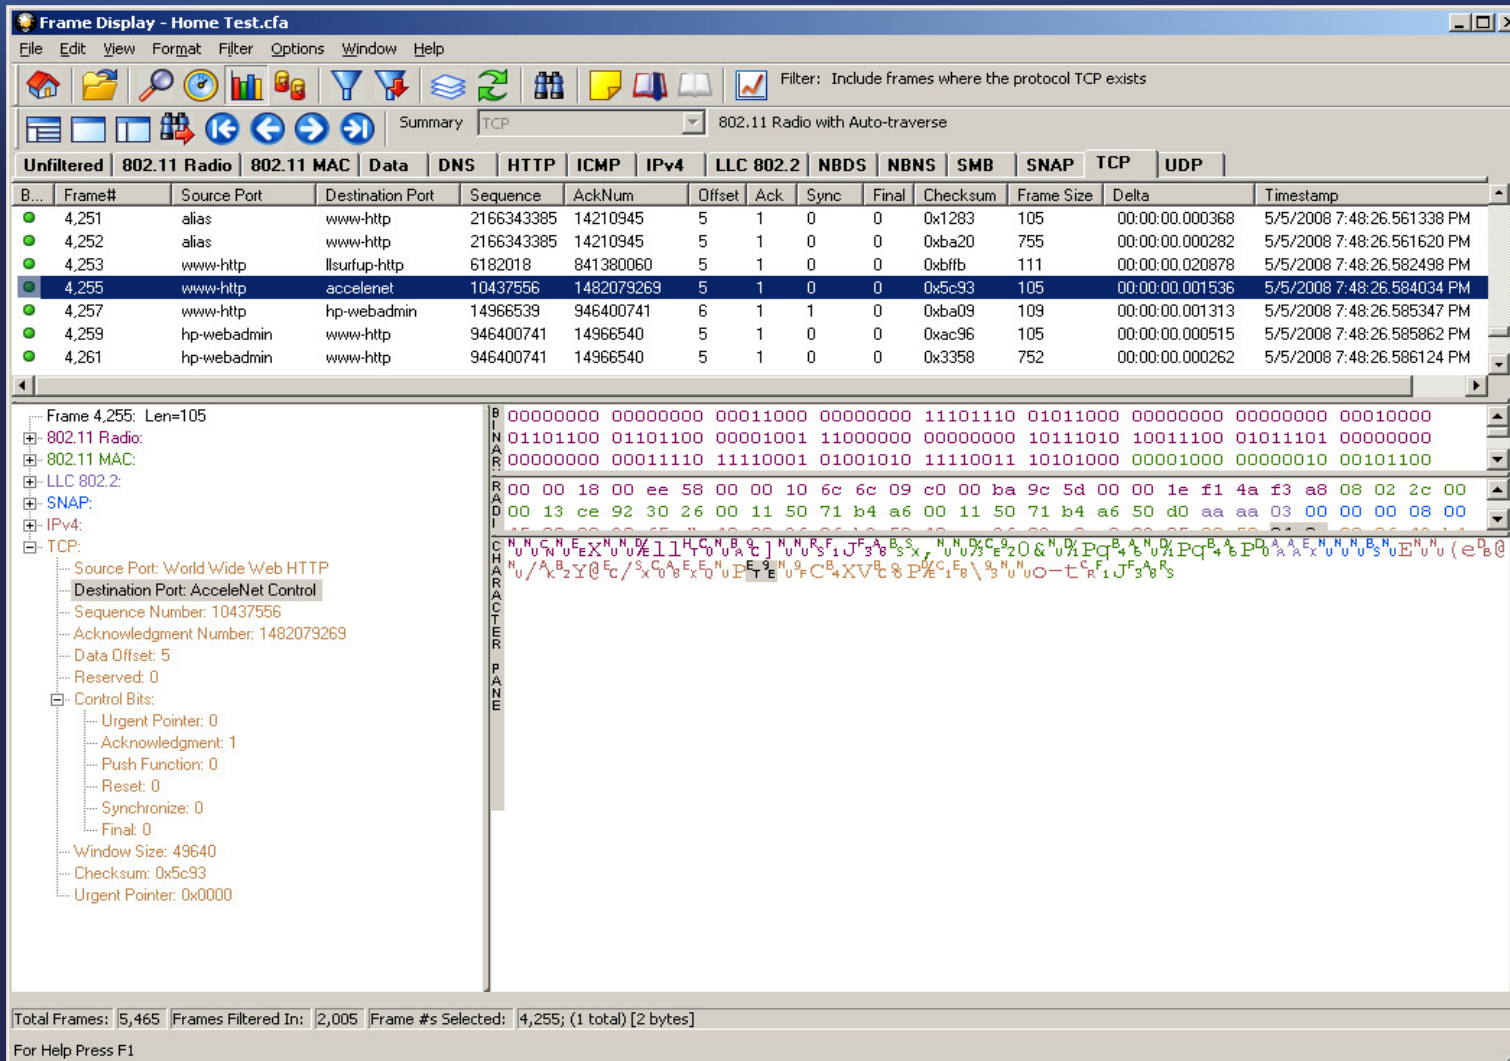 Frame Display - Home Test.cfa
File Edit View Format Filter Options Window Help
Filter: Include frames where the protocol TCP exists
Summary TCP 802.11 Radio with Auto-traverse
Unfiltered 802.11 Radio 802.11 MAC Data DNS HTTP ICMP IPv4 LLC 802.2 NBDS NBNS SMB SNAP TCP UDP
B... Frame# Source Port Destination Port Sequence AckNum Offset Ack Sync Final Checksum Frame Size Delta Timestamp
4,251 alias www-http 2166343385 14210945 5 1 0 0 0x1283 105 00:00:00.000368 5/5/2008 7:48:26.561338 PM
4,252 alias www-http 2166343385 14210945 5 1 0 0 0xba20 755 00:00:00.000282 5/5/2008 7:48:26.561620 PM
4,253 www-http llsurfup-http 6182018 841380060 5 1 0 0 0xbffb 111 00:00:00.020878 5/5/2008 7:48:26.582498 PM
4,255 www-http accelenet 10437556 1482079269 5 1 0 0 0x5c93 105 00:00:00.001536 5/5/2008 7:48:26.584034 PM
4,257 www-http hp-webadmin 14966539 946400741 6 1 1 0 0xba09 109 00:00:00.001313 5/5/2008 7:48:26.585347 PM
4,259 hp-webadmin www-http 946400741 14966540 5 1 0 0 0xac96 105 00:00:00.000515 5/5/2008 7:48:26.585862 PM
4,261 hp-webadmin www-http 946400741 14966540 5 1 0 0 0x3358 752 00:00:00.000262 5/5/2008 7:48:26.586124 PM
Frame 4,255: Len=105
802.11 Radio:
802.11 MAC:
LLC 802.2:
SNAP:
IPv4:
TCP:
Source Port: World Wide Web HTTP
Destination Port: AcceleNet Control
Sequence Number: 10437556
Acknowledgment Number: 1482079269
Data Offset: 5
Reserved: 0
Control Bits:
Urgent Pointer: 0
Acknowledgment: 1
Push Function: 0
Reset: 0
Synchronize: 0
Final: 0
Window Size: 49640
Checksum: 0x5c93
Urgent Pointer: 0x0000
BINAR
00000000 00000000 00011000 00000000 11101110 01011000 00000000 00000000 00010000
01101100 01101100 00001001 11000000 00000000 10111010 10011100 01011101 00000000
00000000 00011110 11110001 01001010 11110011 10101000 00001000 00000010 00101100
RADI
00 00 18 00 ee 58 00 00 10 6c 6c 09 c0 00 ba 9c 5d 00 00 1e f1 4a f3 a8 08 02 2c 00
00 13 ce 92 30 26 00 11 50 71 b4 a6 00 11 50 71 b4 a6 50 d0 aa aa 03 00 00 00 08 00
CHARACTER PANE
Total Frames: 5,465 Frames Filtered In: 2,005 Frame #s Selected: 4,255; (1 total) [2 bytes]
For Help Press F1